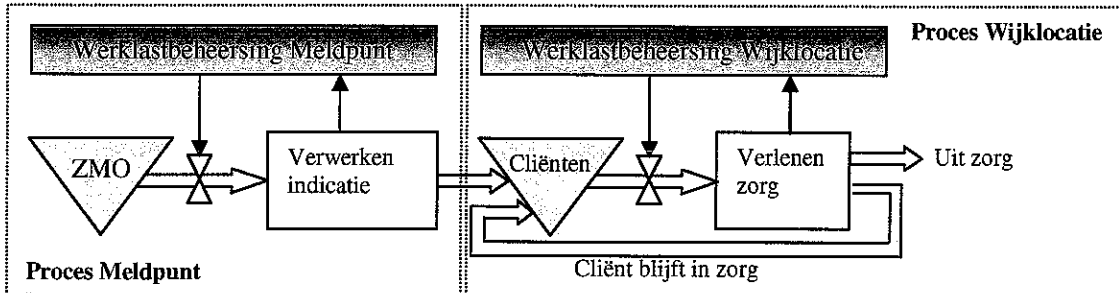 Werklastbeheersing Meldpunt
ZMO
Verwerken
indicatie
Proces Meldpunt
Proces Wijklocatie
Werklastbeheersing Wijklocatie
Cliënten
Verlenen
zorg
Uit zorg
Cliënt blijft in zorg